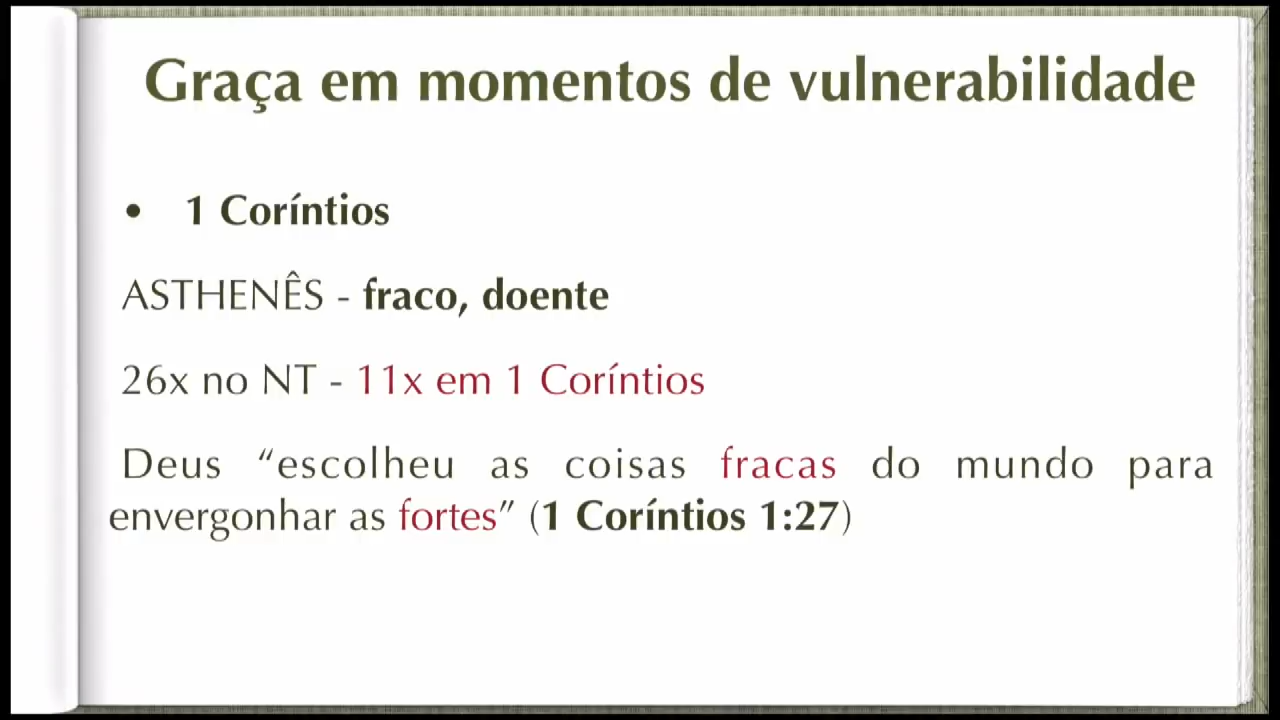 Graça em momentos de vulnerabilidade
• 1 Coríntios
ASTHENÊS - fraco, doente
26x no NT - 11x em 1 Coríntios
Deus “escolheu as coisas fracas do mundo para
envergonhar as fortes” (1 Coríntios 1:27)